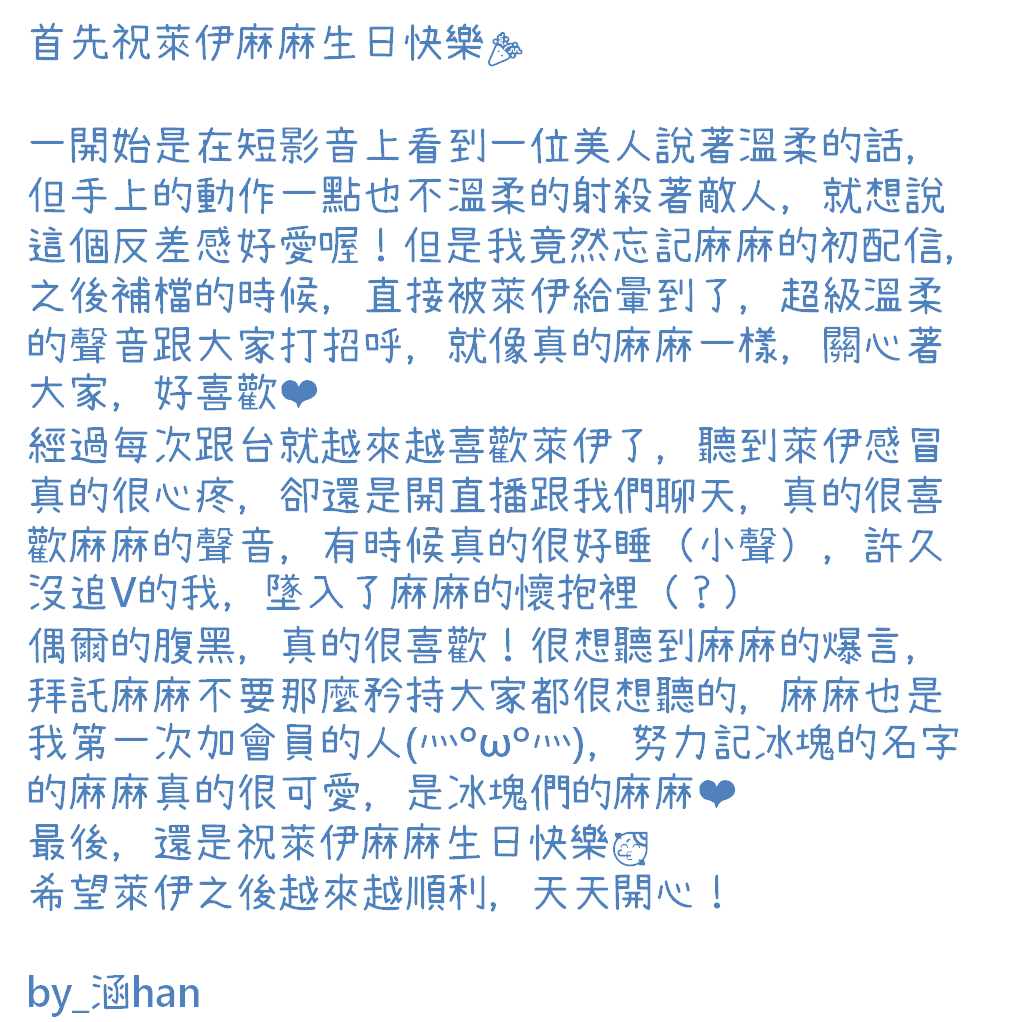 首先祝萊伊麻麻生日快樂🎉
一開始是在短影音上看到一位美人說著溫柔的話，
但手上的動作一點也不溫柔的射殺著敵人，就想說
這個反差感好愛喔！但是我竟然忘記麻麻的初配信，
之後補檔的時候，直接被萊伊給暈到了，超級溫柔
的聲音跟大家打招呼，就像真的麻麻一樣，關心著
大家，好喜歡❤
經過每次跟台就越來越喜歡萊伊了，聽到萊伊感冒
真的很心疼，卻還是開直播跟我們聊天，真的很喜
歡麻麻的聲音，有時候真的很好睡（小聲），許久
沒追V的我，墜入了麻麻的懷抱裡（？）
偶爾的腹黑，真的很喜歡！很想聽到麻麻的爆言，
拜託麻麻不要那麼矜持大家都很想聽的，麻麻也是
我第一次加會員的人(灬ºωº灬)，努力記冰塊的名字
的麻麻真的很可愛，是冰塊們的麻麻❤
最後，還是祝萊伊麻麻生日快樂🥳
希望萊伊之後越來越順利，天天開心！
by_涵han